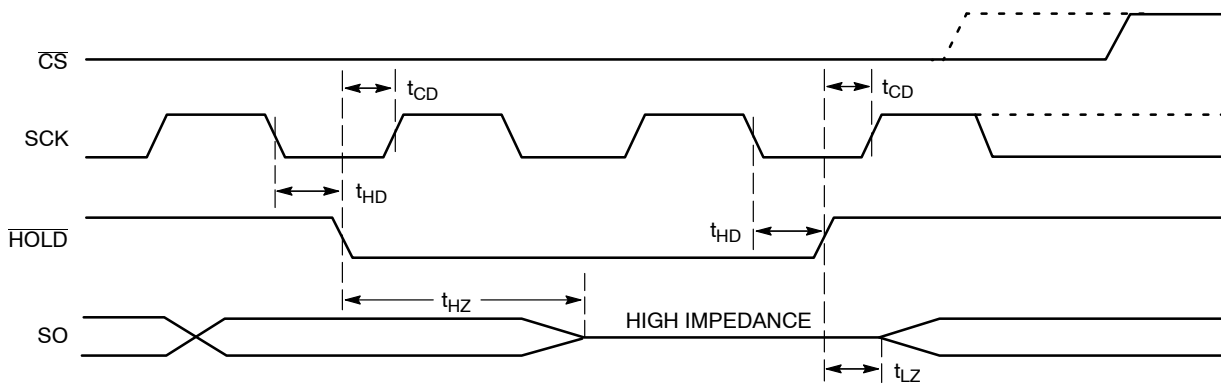 CS
tCD
tCD
SCK
tHD
HOLD
tHD
tHZ
HIGH IMPEDANCE
SO
tLZ